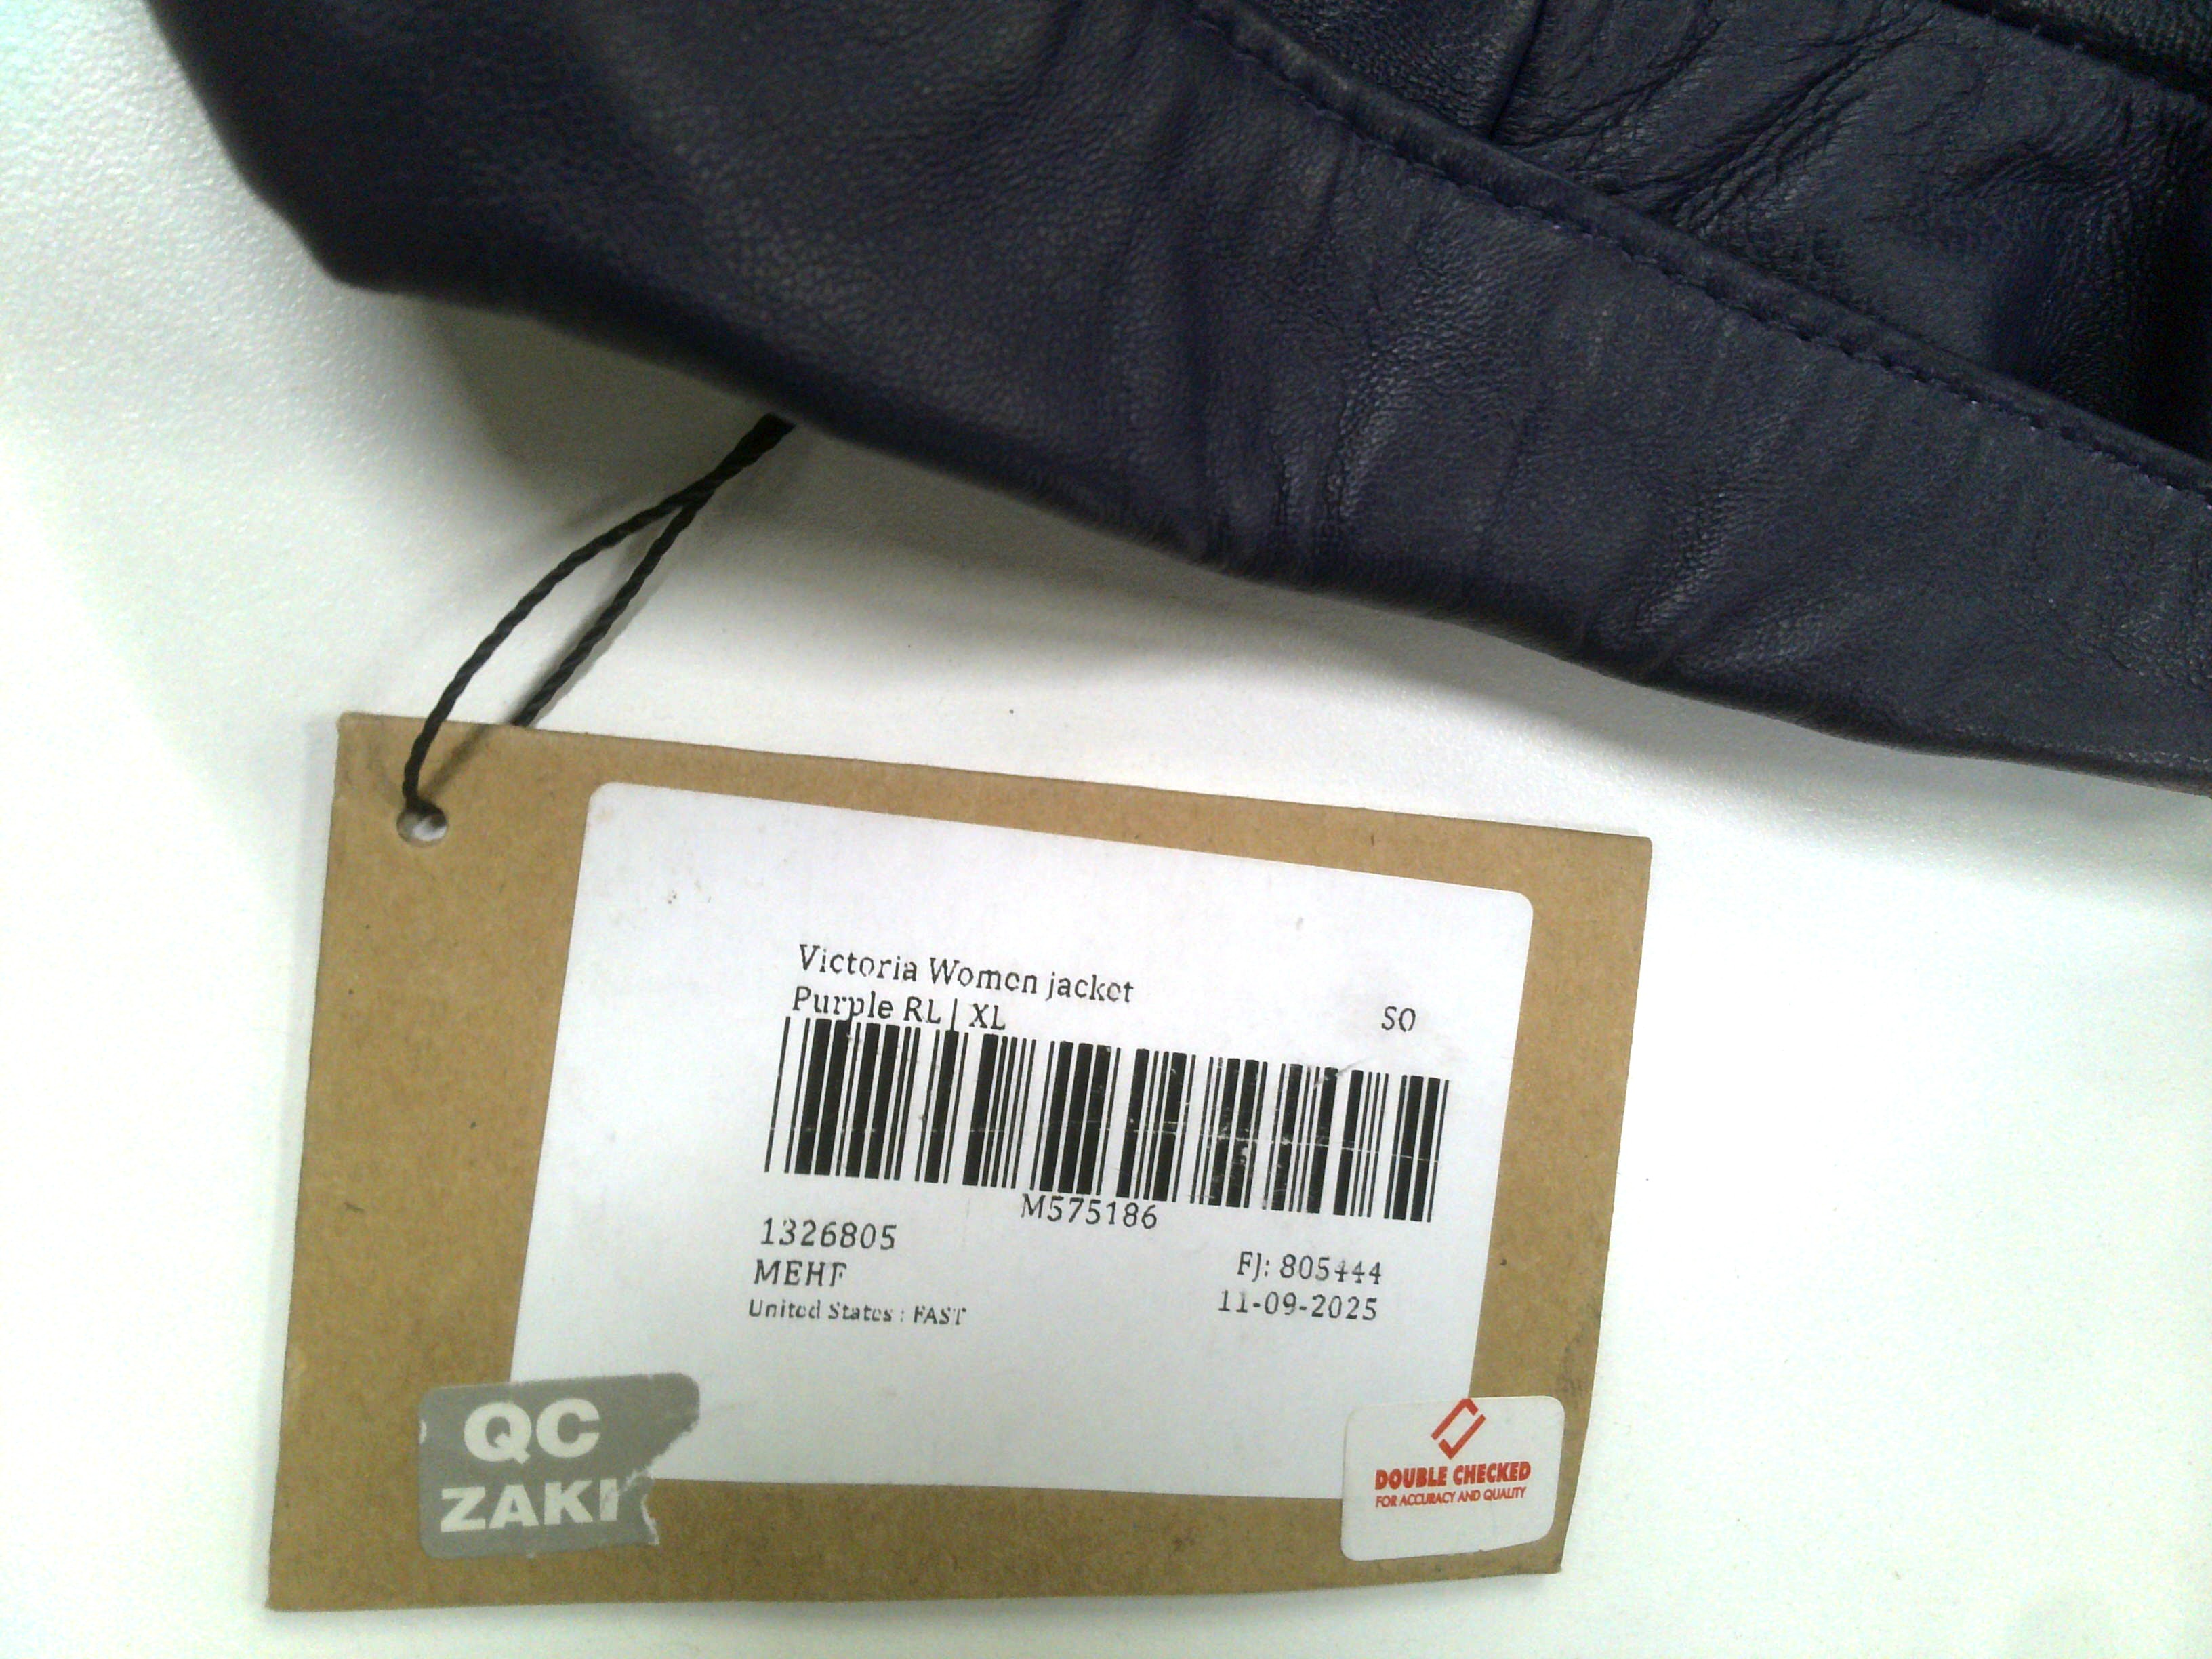 Victoria Women jacket
Purple RL | XL
SO
M575186
1326805
MEHF
United States : FAST
FJ: 805444
11-09-2025
QC
ZAKI
DOUBLE CHECKED
FOR ACCURACY AND QUALITY